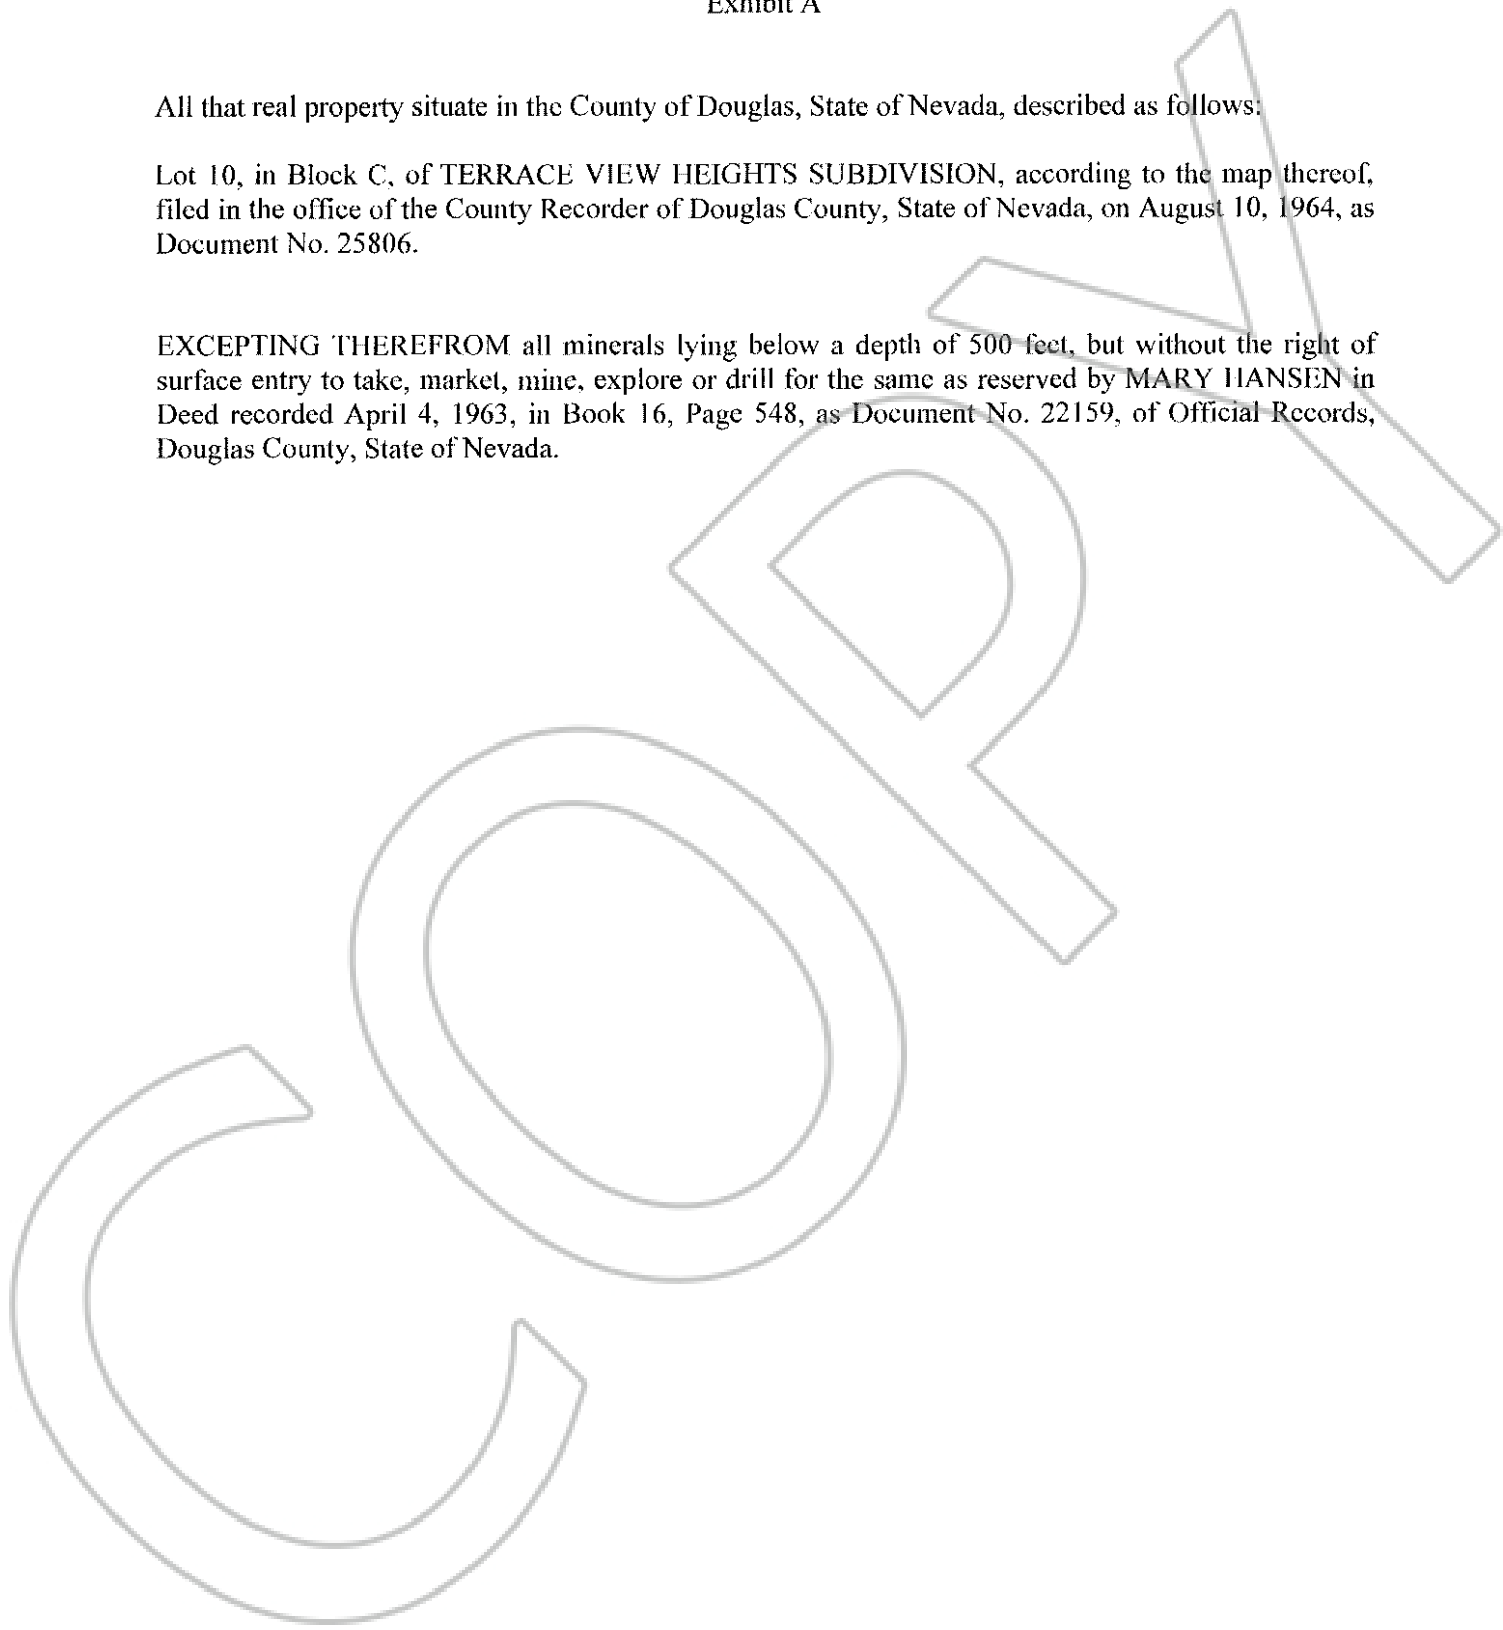 Exhibit A
All that real property situate in the County of Douglas, State of Nevada, described as follows:
Lot 10, in Block C, of TERRACE VIEW HEIGHTS SUBDIVISION, according to the map thereof,
filed in the office of the County Recorder of Douglas County, State of Nevada, on August 10, 1964, as
Document No. 25806.
EXCEPTING THEREFROM all minerals lying below a depth of 500 feet, but without the right of
surface entry to take, market, mine, explore or drill for the same as reserved by MARY HANSEN in
Deed recorded April 4, 1963, in Book 16, Page 548, as Document No. 22159, of Official Records,
Douglas County, State of Nevada.
COPY